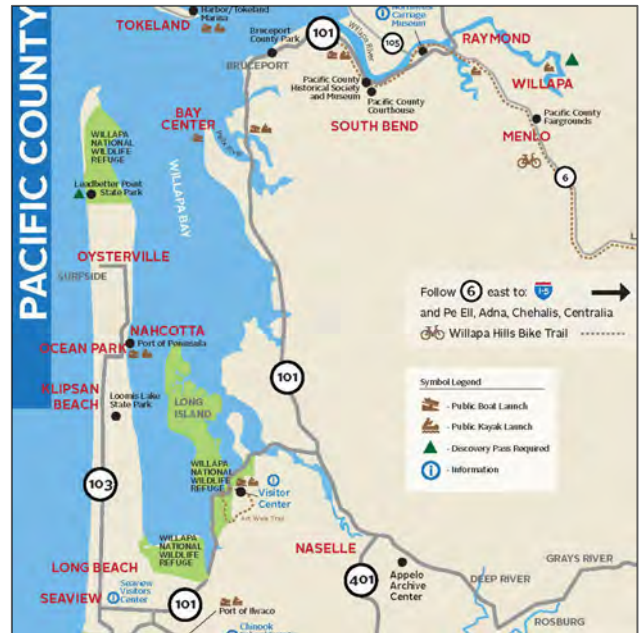 PACIFIC COUNTY
Harbor/Tokeland
Marina
TOKELAND
Bruceport
County Park
BRUCEPORT
101
Willapa River
105
Northwest
Carriage
Museum
RAYMOND
WILLAPA
Pacific County
Historical Society
and Museum
Pacific County
Courthouse
SOUTH BEND
Pacific County
Fairgrounds
MENLO
6
BAY
CENTER
WILLAPA BAY
WILLAPA
NATIONAL
WILDLIFE
REFUGE
Leadbetter Point
State Park
OYSTERVILLE
SURFSIDE
NAHCOTTA
Port of Peninsula
OCEAN PARK
KLIPSAN
BEACH
Loomis Lake
State Park
LONG
ISLAND
101
103
WILLAPA
NATIONAL
WILDLIFE
REFUGE
Visitor
Center
Art Walk Trail
WILLAPA
NATIONAL
WILDLIFE
REFUGE
LONG BEACH
SEAVIEW
Seaview
Visitors
Center
101
Port of Ilwaco
Chinook
NASELLE
401
Appelo
Archive
Center
DEEP RIVER
GRAYS RIVER
ROSBURG
Follow 6 east to: I-5
and Pe Ell, Adna, Chehalis, Centralia
Willapa Hills Bike Trail
Symbol Legend
- Public Boat Launch
- Public Kayak Launch
- Discovery Pass Required
- Information